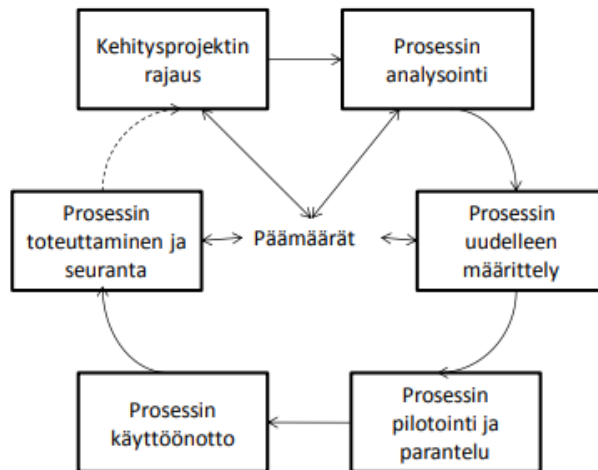 Kehitysprojektin
rajaus
Prosessin
analysointi
Prosessin
toteuttaminen ja
seuranta
Päämäärät
Prosessin
uudelleen
määrittely
Prosessin
käyttöönotto
Prosessin
pilotointi ja
parantelu